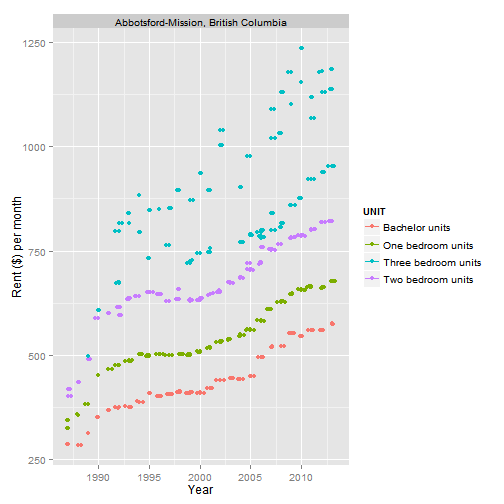 Abbotsford-Mission, British Columbia
1250
1000
750
500
250
Rent ($) per month
1990
1995
2000
2005
2010
Year
UNIT
Bachelor units
One bedroom units
Three bedroom units
Two bedroom units